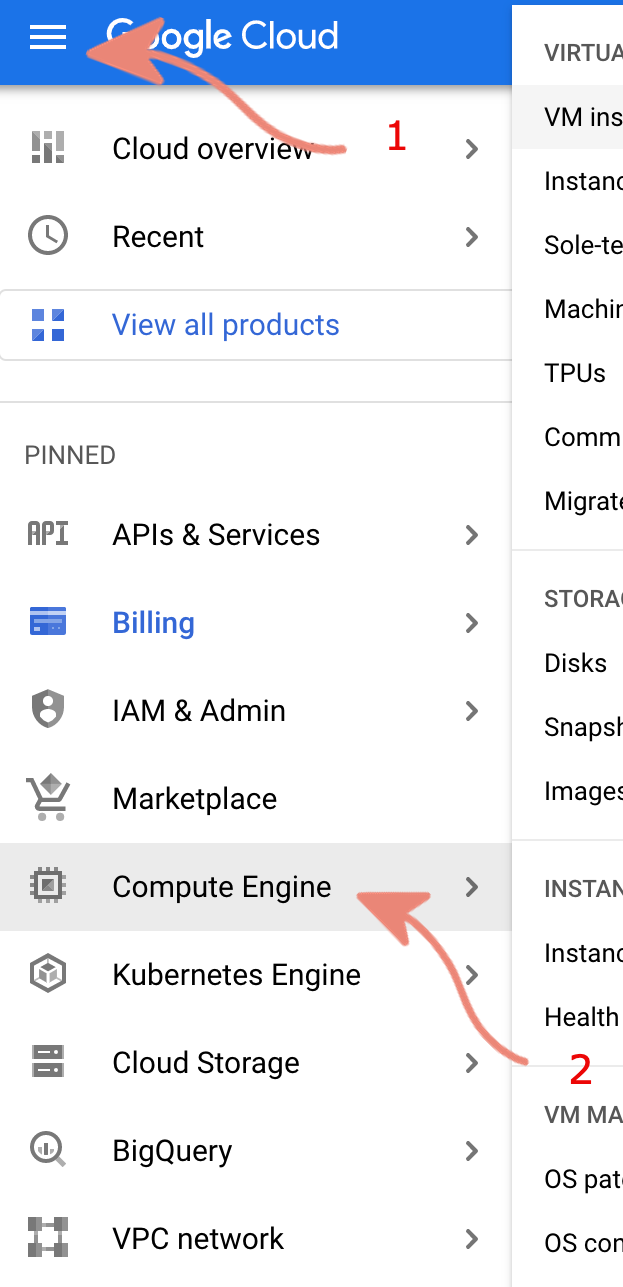 Google Cloud
1
Cloud overview
Recent
View all products
PINNED
API APIs & Services
Billing
IAM & Admin
Marketplace
Compute Engine
Kubernetes Engine
Cloud Storage
BigQuery
VPC network
2
VIRTUA
VM ins
Instanc
Sole-te
Machin
TPUs
Comm
Migrate
STORAG
Disks
Snapsh
Images
INSTAN
Instanc
Health
VM MA
OS pat
OS con